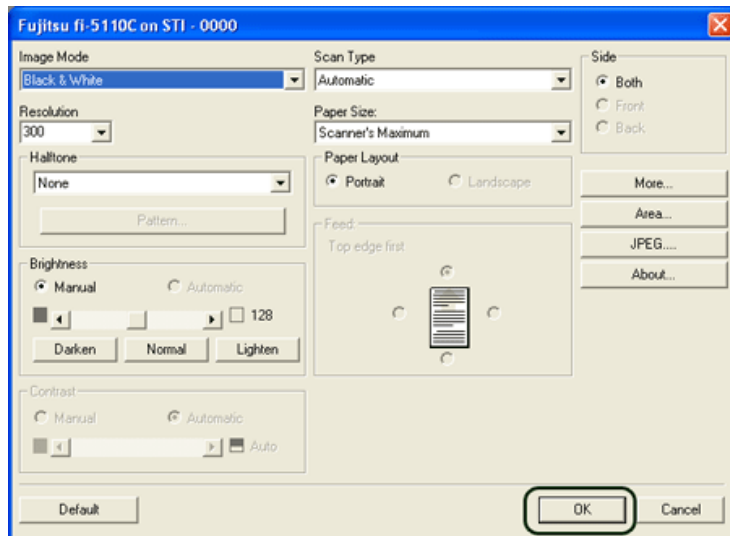 Fujitsu fi-5110C on STI - 0000
Image Mode
Black & White
Scan Type
Automatic
Side
Both
Front
Back
Resolution
300
Paper Size:
Scanner's Maximum
Halftone
None
Pattern...
Paper Layout
Portrait Landscape
More...
Area...
JPEG....
About...
Feed
Top edge first
Brightness
Manual Automatic
128
Darken Normal Lighten
Contrast
Manual Automatic
Auto
Default
OK
Cancel